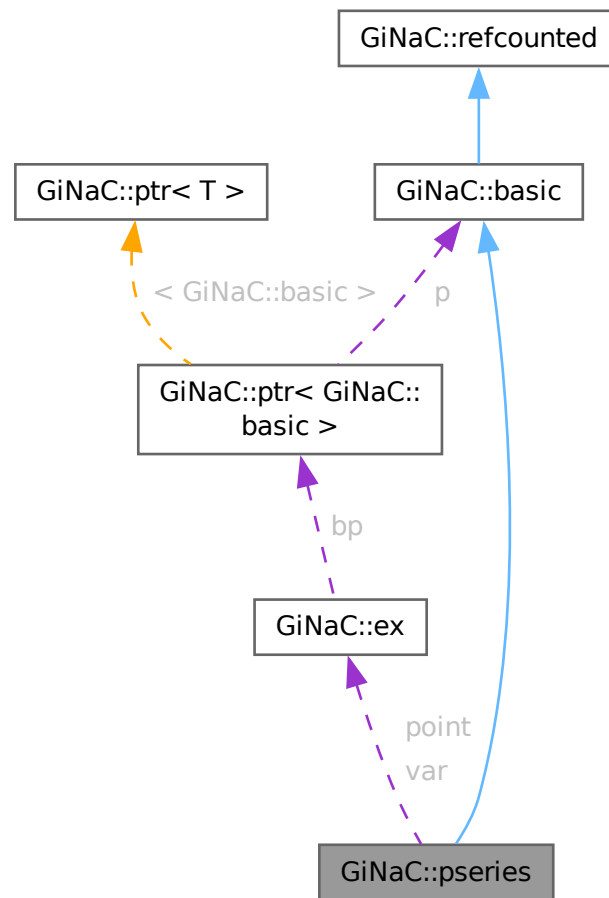 GiNaC::refcounted
GiNaC::ptr< T >
GiNaC::basic
< GiNaC::basic >
p
GiNaC::ptr< GiNaC::
basic >
bp
GiNaC::ex
point
var
GiNaC::pseries